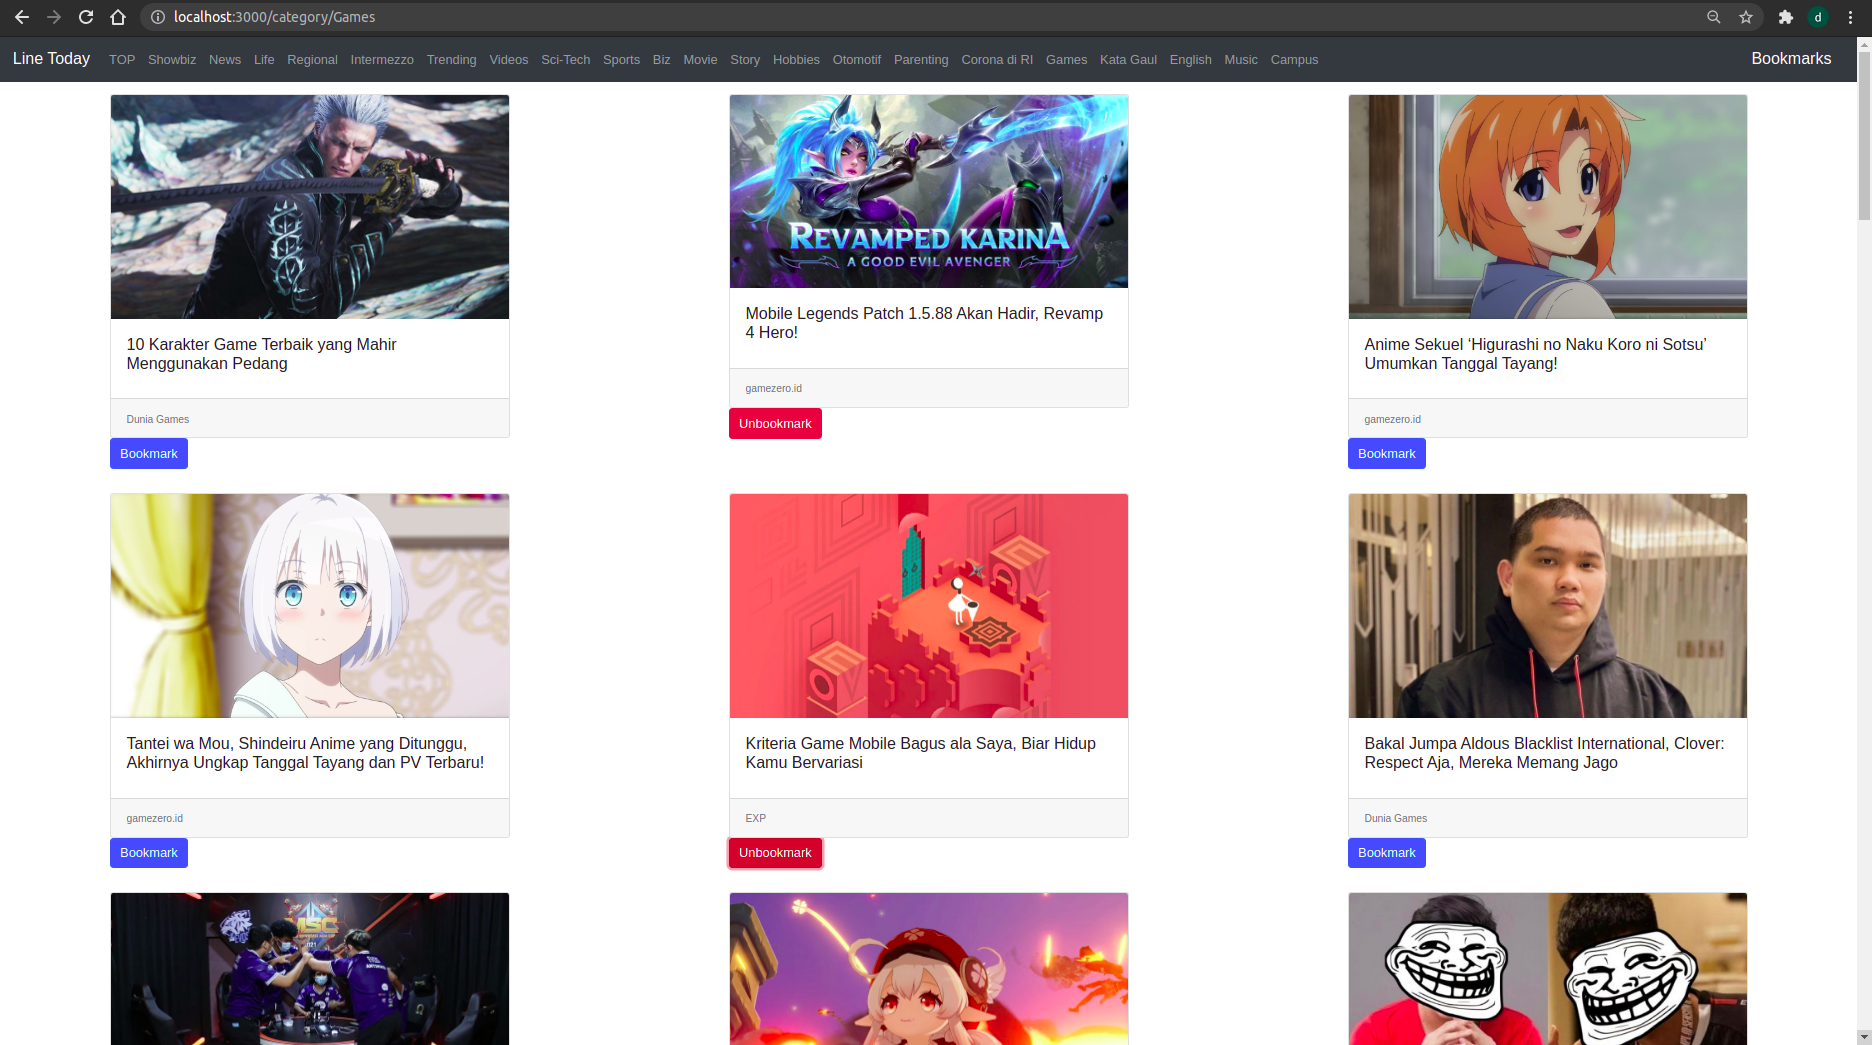 localhost:3000/category/Games
d
Line Today TOP Showbiz News Life Regional Intermezzo Trending Videos Sci-Tech Sports Biz Movie Story Hobbies Otomotif Parenting Corona di RI Games Kata Gaul English Music Campus Bookmarks
REVAMPED KARINA
A GOOD EVIL AVENGER
10 Karakter Game Terbaik yang Mahir
Menggunakan Pedang
Dunia Games
Bookmark
Mobile Legends Patch 1.5.88 Akan Hadir, Revamp
4 Hero!
gamezero.id
Unbookmark
Anime Sekuel ‘Higurashi no Naku Koro ni Sotsu’
Umumkan Tanggal Tayang!
gamezero.id
Bookmark
Tantei wa Mou, Shindeiru Anime yang Ditunggu,
Akhirnya Ungkap Tanggal Tayang dan PV Terbaru!
gamezero.id
Bookmark
Kriteria Game Mobile Bagus ala Saya, Biar Hidup
Kamu Bervariasi
EXP
Unbookmark
Bakal Jumpa Aldous Blacklist International, Clover:
Respect Aja, Mereka Memang Jago
Dunia Games
Bookmark
MSC